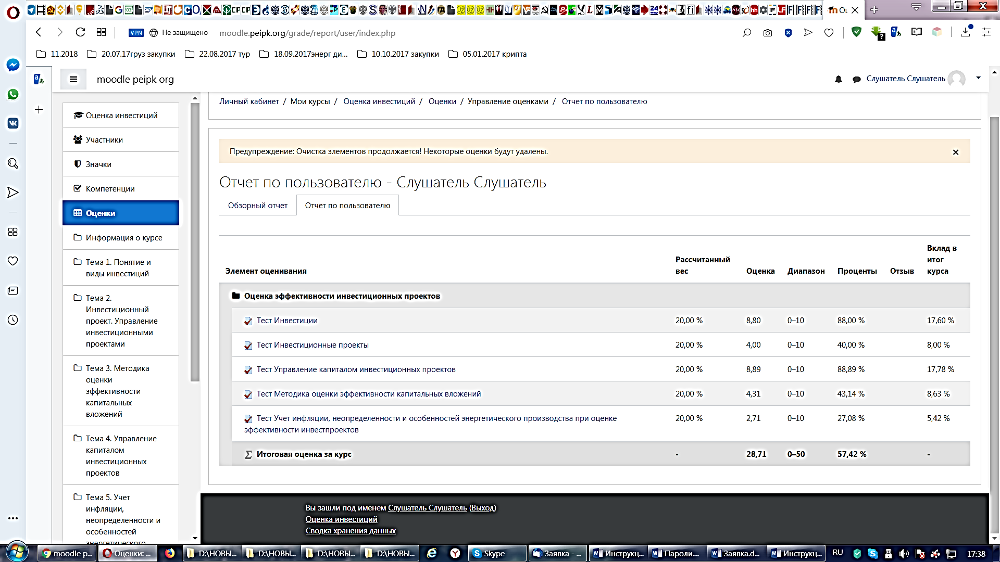 VPN Не защищено moodle.peipk.org/grade/report/user/index.php
11.2018 20.07.17груз закупки 22.08.2017 тур 18.09.2017энерг ди... 10.10.2017 закупки 05.01.2017 крипта
moodle peipk org
Слушатель Слушатель
Личный кабинет / Мои курсы / Оценка инвестиций / Оценки / Управление оценками / Отчет по пользователю
Оценка инвестиций
Участники
Значки
Компетенции
Оценки
Информация о курсе
Тема 1. Понятие и
виды инвестиций
Тема 2.
Инвестиционный
проект. Управление
инвестиционными
проектами
Тема 3. Методика
оценки
эффективности
капитальных
вложений
Тема 4. Управление
капиталом
инвестиционных
проектов
Тема 5. Учет
инфляции,
неопределенности и
особенностей
энергетического
Предупреждение: Очистка элементов продолжается! Некоторые оценки будут удалены.
Отчет по пользователю - Слушатель Слушатель
Обзорный отчет Отчет по пользователю
Элемент оценивания Рассчитанный вес Оценка Диапазон Проценты Отзыв Вклад в итог курса
Оценка эффективности инвестиционных проектов
Тест Инвестиции 20,00 % 8,80 0–10 88,00 % 17,60 %
Тест Инвестиционные проекты 20,00 % 4,00 0–10 40,00 % 8,00 %
Тест Управление капиталом инвестиционных проектов 20,00 % 8,89 0–10 88,89 % 17,78 %
Тест Методика оценки эффективности капитальных вложений 20,00 % 4,31 0–10 43,14 % 8,63 %
Тест Учет инфляции, неопределенности и особенностей энергетического производства при оценке 20,00 % 2,71 0–10 27,08 % 5,42 %
эффективности инвестпроектов
Итоговая оценка за курс - 28,71 0–50 57,42 % -
Вы зашли под именем Слушатель Слушатель (Выход)
Оценка инвестиций
Сводка хранения данных
moodle p... Оценки: ... D:\НОВЫ... D:\НОВЫ... D:\НОВЫ... D:\НОВЫ... Skype Заявка - ... Инструкц... Пароли.... Заявка.d... Инструкц... RU 17:38